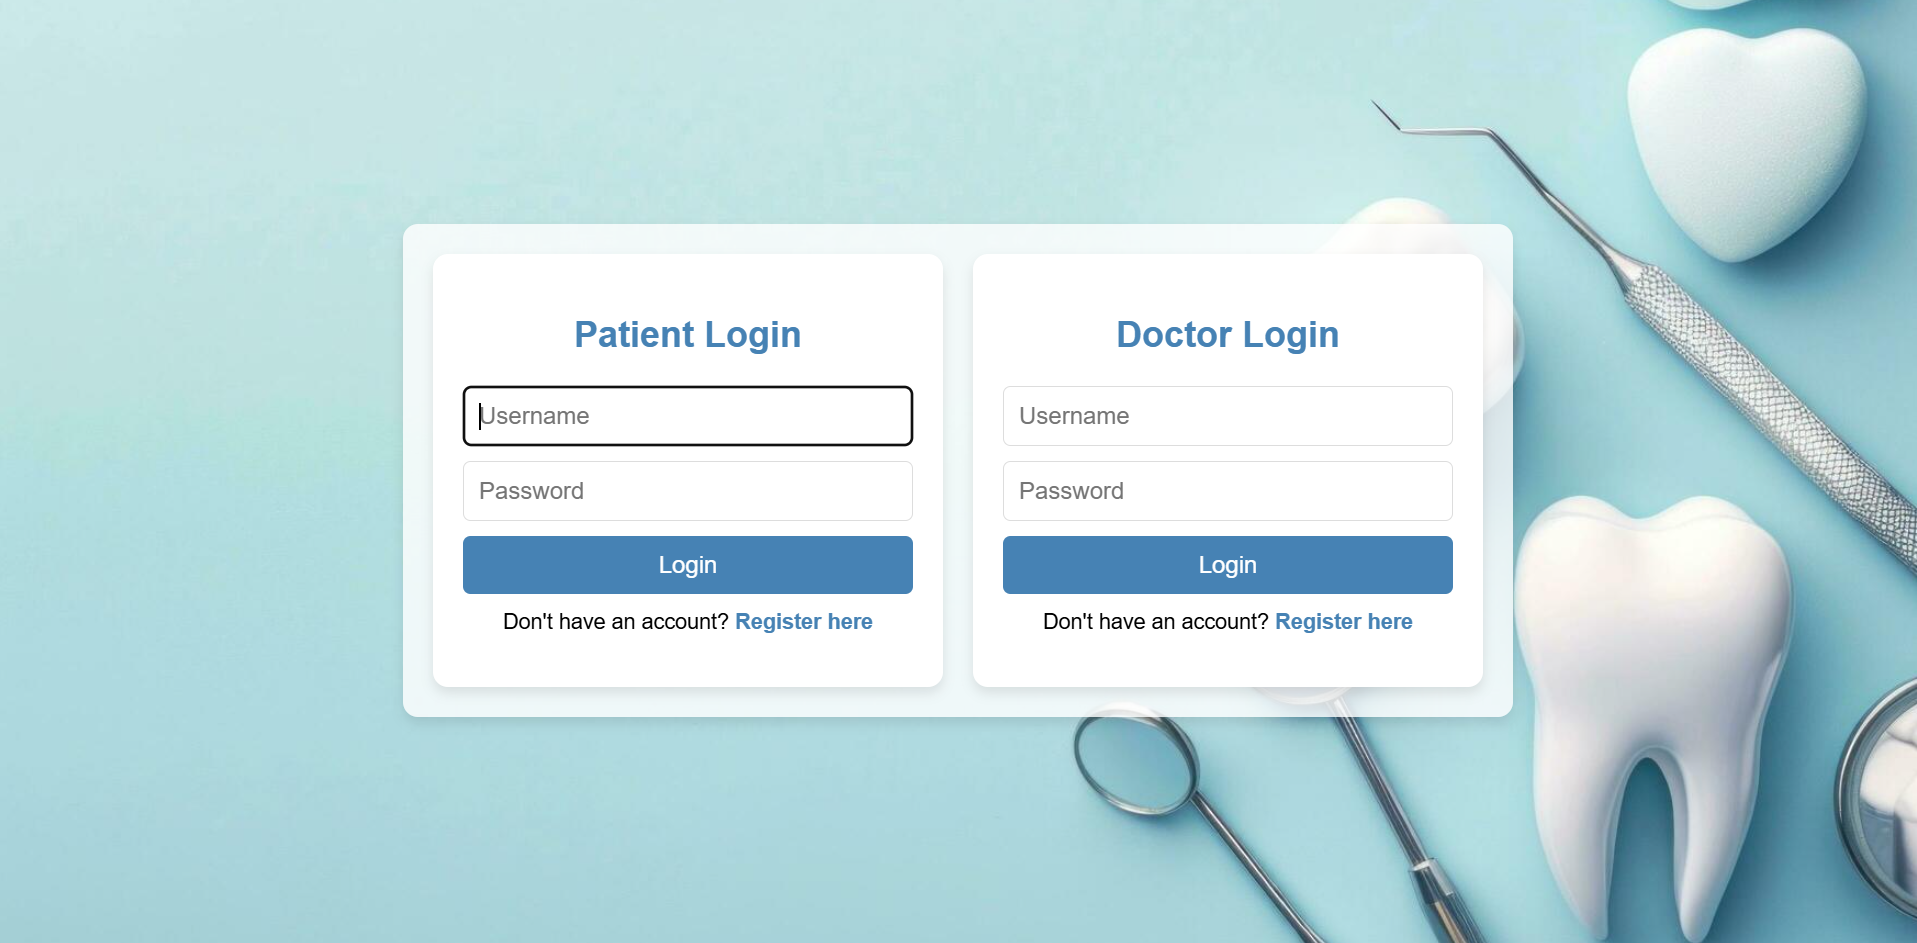 Patient Login
Username
Password
Login
Don't have an account? Register here
Doctor Login
Username
Password
Login
Don't have an account? Register here